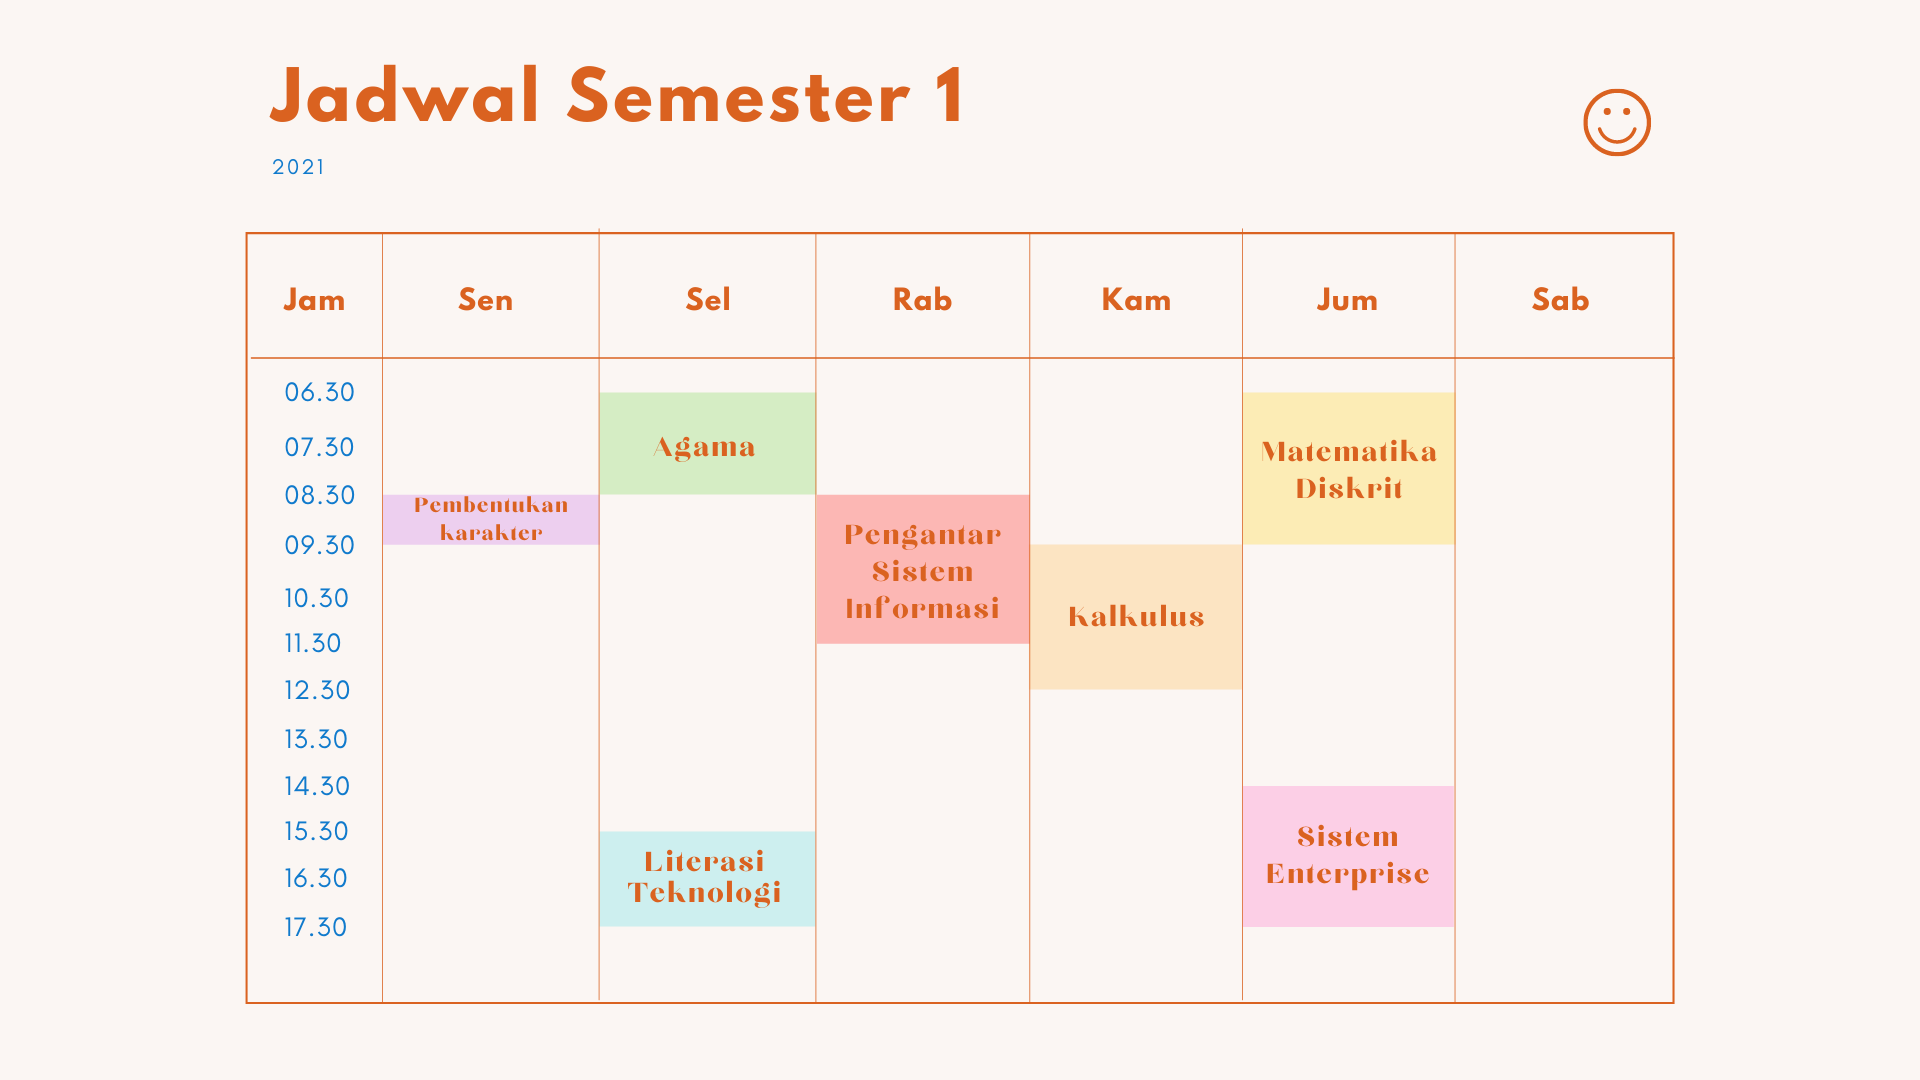 Jadwal Semester 1
2021
Jam Sen Sel Rab Kam Jum Sab
06.30
07.30
08.30
09.30
10.30
11.30
12.30
13.30
14.30
15.30
16.30
17.30
Pembentukan
karakter
Agama
Literasi
Teknologi
Pengantar
Sistem
Informasi
Kalkulus
Matematika
Diskrit
Sistem
Enterprise